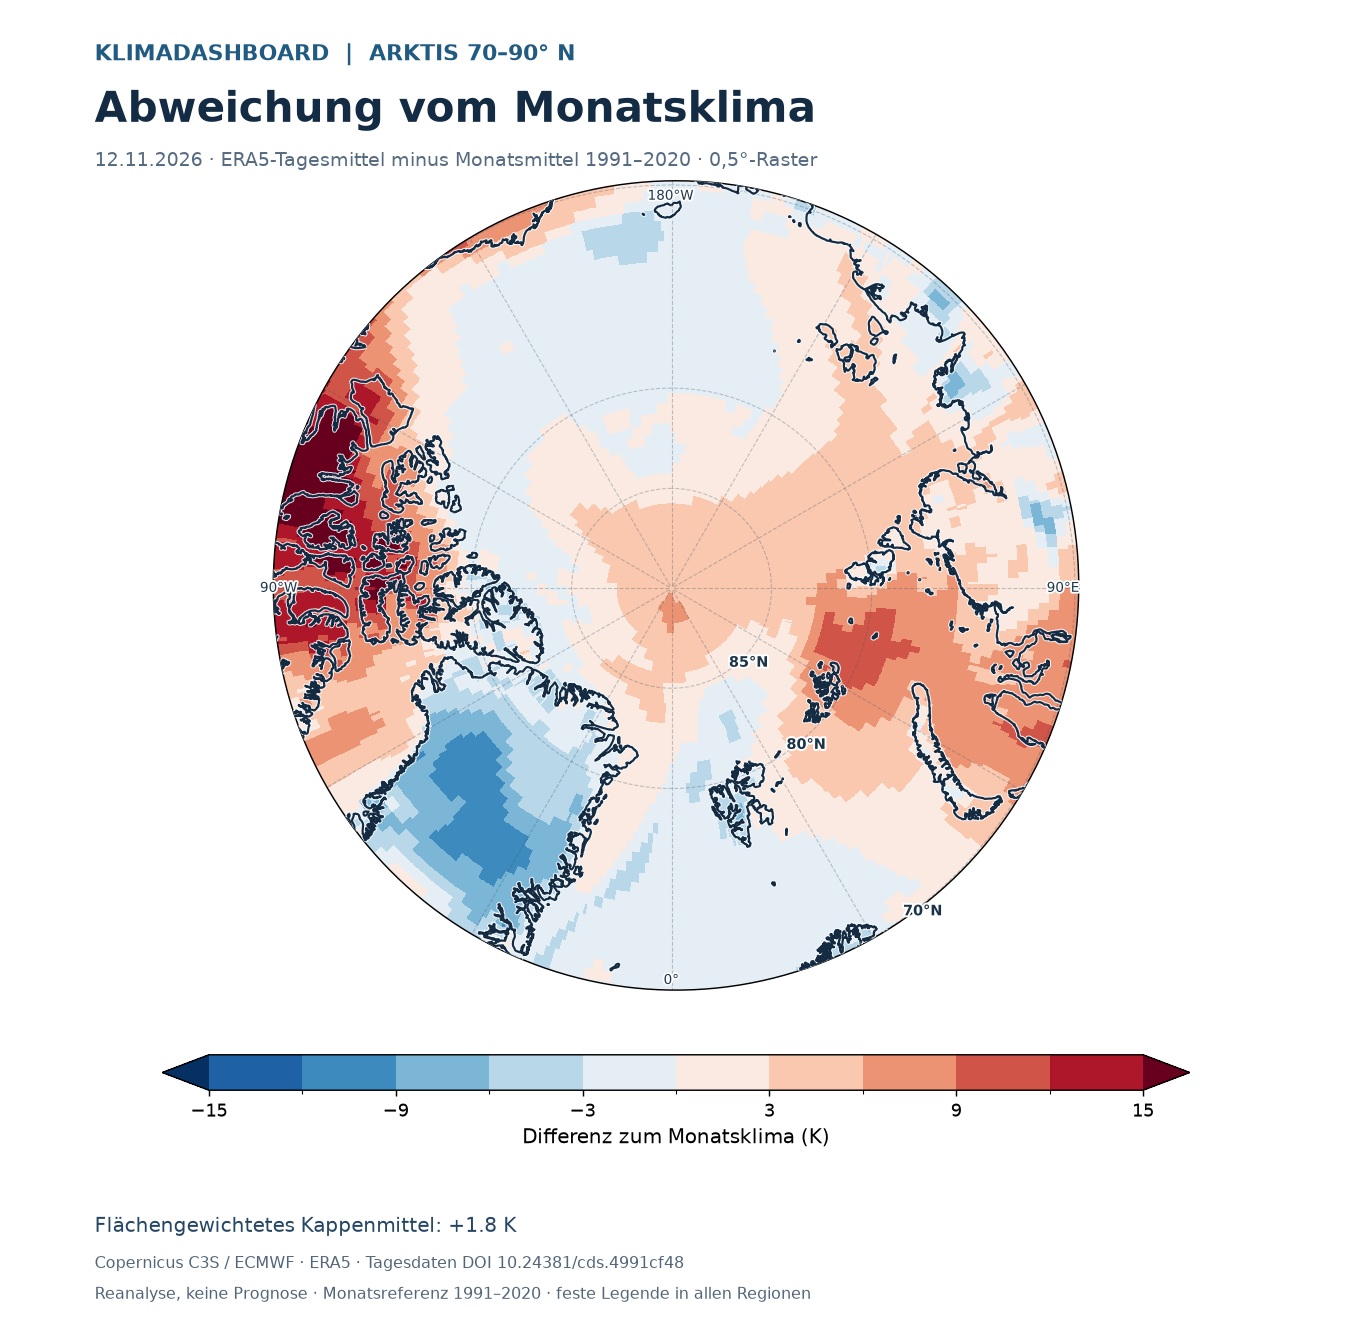 KLIMADASHBOARD | ARKTIS 70–90° N
Abweichung vom Monatsklima
12.11.2026 · ERA5-Tagesmittel minus Monatsmittel 1991–2020 · 0,5°-Raster
180°W
90°W
90°E
85°N
80°N
70°N
0°
−15 −9 −3 3 9 15
Differenz zum Monatsklima (K)
Flächengewichtetes Kappenmittel: +1.8 K
Copernicus C3S / ECMWF · ERA5 · Tagesdaten DOI 10.24381/cds.4991cf48
Reanalyse, keine Prognose · Monatsreferenz 1991–2020 · feste Legende in allen Regionen